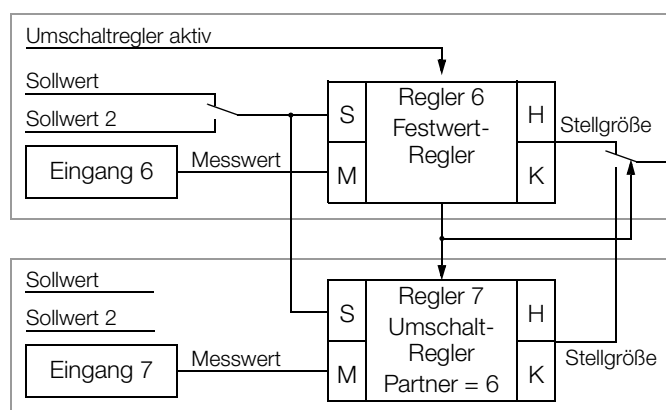 Umschaltregler aktiv
Sollwert
Sollwert 2
Eingang 6
Messwert
S
M
Regler 6
Festwert-
Regler
H
K
Stellgröße
Sollwert
Sollwert 2
Eingang 7
Messwert
S
M
Regler 7
Umschalt-
Regler
Partner = 6
H
K
Stellgröße